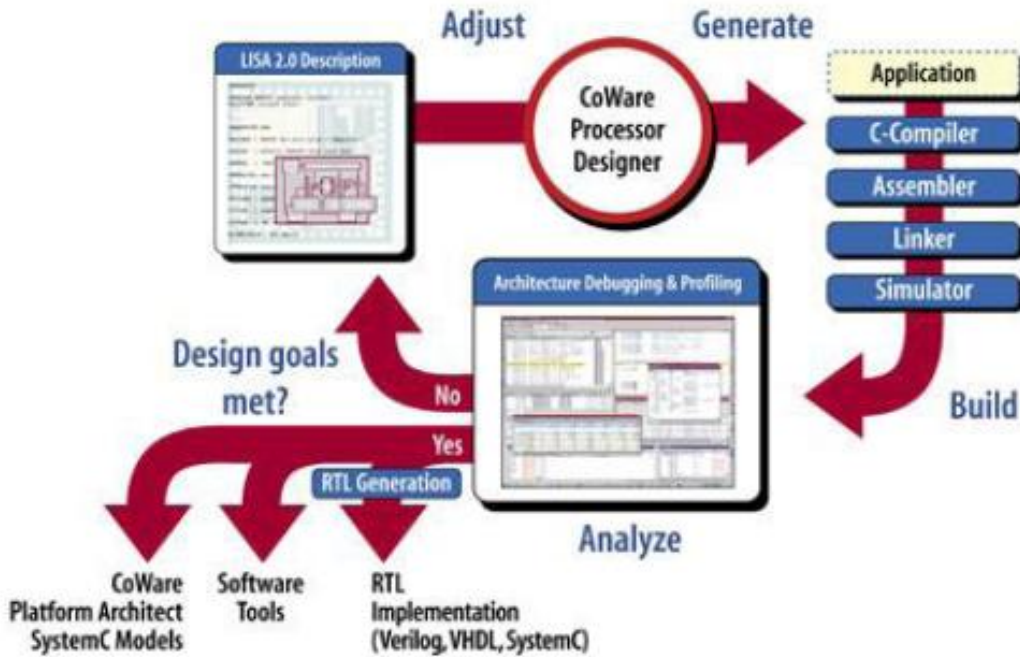 Adjust
Generate
LISA 2.0 Description
CoWare
Processor
Designer
Application
C-Compiler
Assembler
Linker
Simulator
Build
Architecture Debugging & Profiling
Analyze
Design goals
met?
No
Yes
RTL Generation
CoWare
Platform Architect
SystemC Models
Software
Tools
RTL
Implementation
(Verilog, VHDL, SystemC)